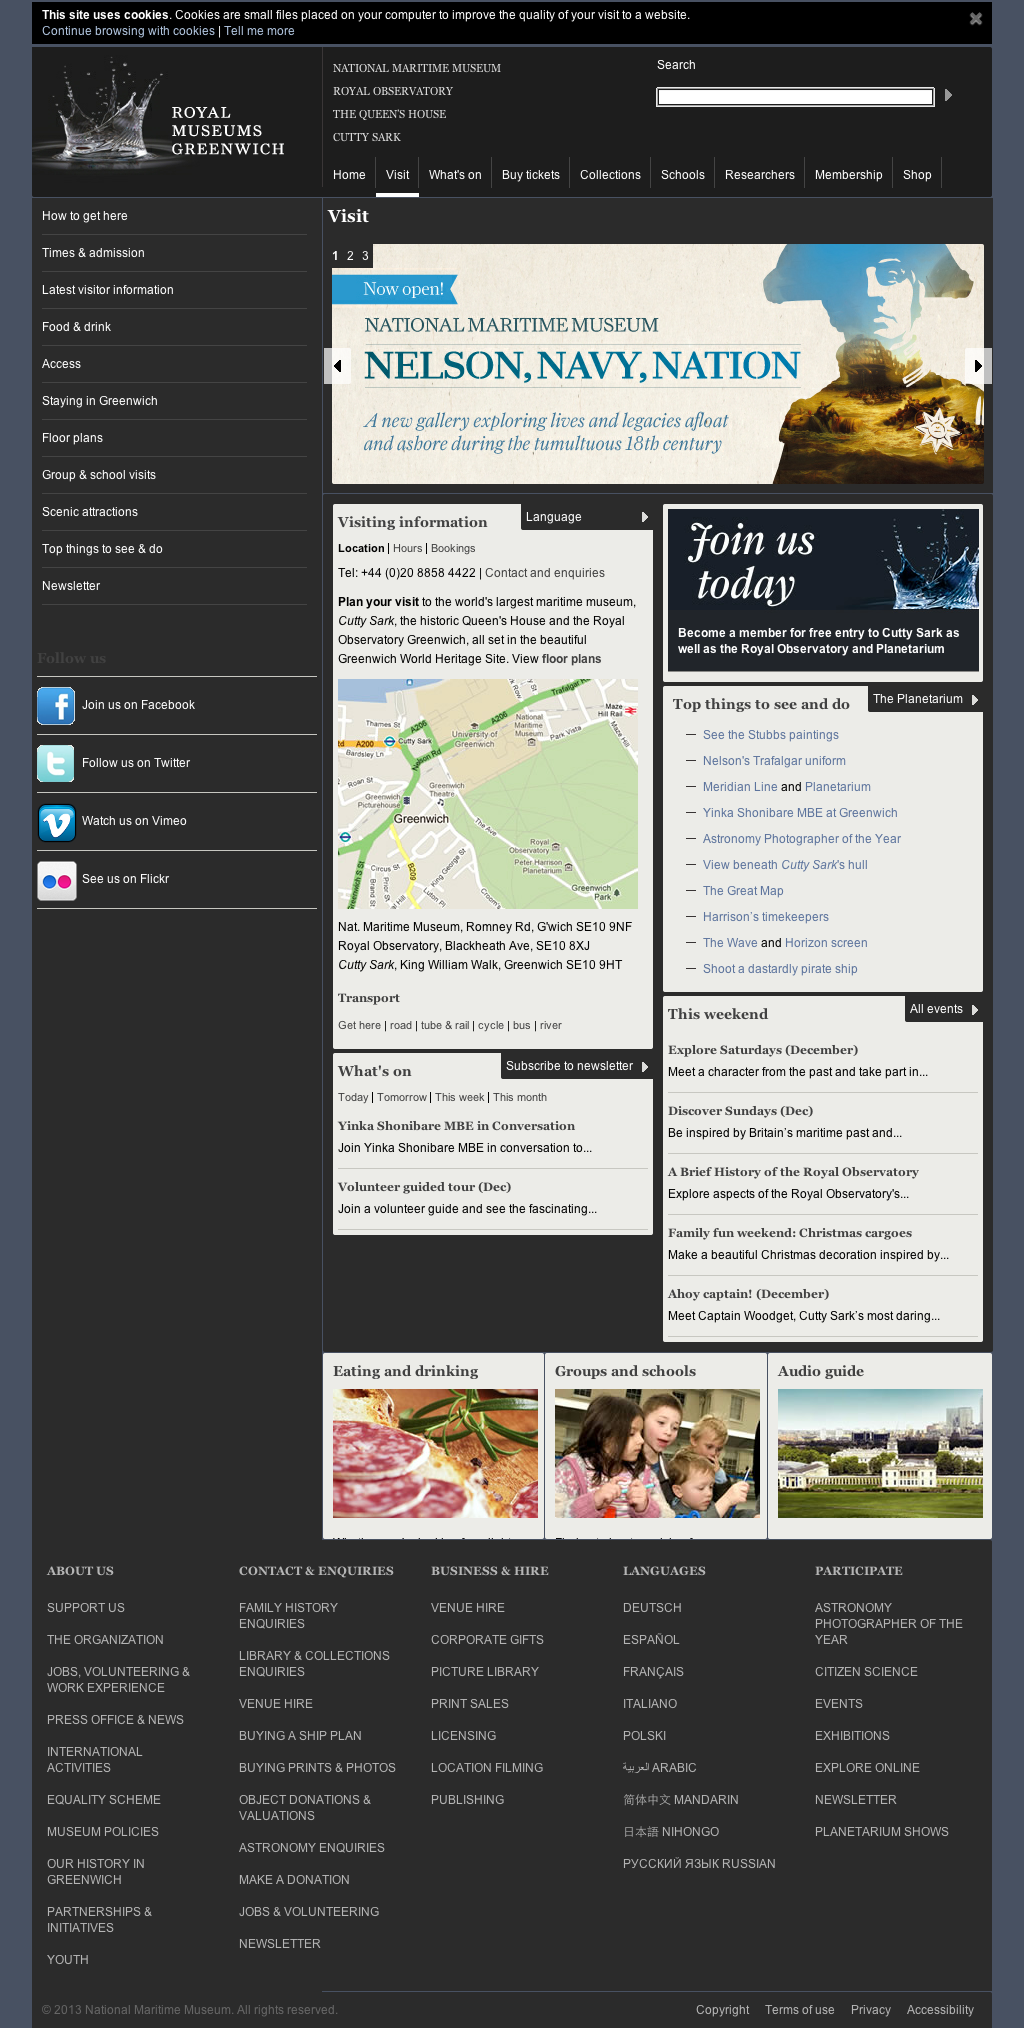 This site uses cookies. Cookies are small files placed on your computer to improve the quality of your visit to a website.
Continue browsing with cookies | Tell me more
ROYAL
MUSEUMS
GREENWICH
NATIONAL MARITIME MUSEUM
ROYAL OBSERVATORY
THE QUEEN'S HOUSE
CUTTY SARK
Search
Home
Visit
What's on
Buy tickets
Collections
Schools
Researchers
Membership
Shop
How to get here
Times & admission
Latest visitor information
Food & drink
Access
Staying in Greenwich
Floor plans
Group & school visits
Scenic attractions
Top things to see & do
Newsletter
Follow us
Join us on Facebook
Follow us on Twitter
Watch us on Vimeo
See us on Flickr
Visit
1 2 3
Now open!
NATIONAL MARITIME MUSEUM
NELSON, NAVY, NATION
A new gallery exploring lives and legacies afloat
and ashore during the tumultuous 18th century
Visiting information
Language
Location | Hours | Bookings
Tel: +44 (0)20 8858 4422 | Contact and enquiries
Plan your visit to the world's largest maritime museum,
Cutty Sark, the historic Queen's House and the Royal
Observatory Greenwich, all set in the beautiful
Greenwich World Heritage Site. View floor plans
Trafalgar R
Maze
Hill Rai
Thames St
A206
National
Maritime
Museum
Park Vista
Maze Hill
rd A200
Cutty Sark
University of
Greenwich
Bardsley Ln
Nelson Rd
A206
Roan St
Greenwich
Picturehouse
Greenwich
Theatre
Greenwich
The Ave
Royal
Observatory
Peter Harrison
Planetarium
Circus St
King George St
B209
Brand St
Luton Pl
Greenwich S St
Greenwich
Park
Nat. Maritime Museum, Romney Rd, G'wich SE10 9NF
Royal Observatory, Blackheath Ave, SE10 8XJ
Cutty Sark, King William Walk, Greenwich SE10 9HT
Transport
Get here | road | tube & rail | cycle | bus | river
What's on
Subscribe to newsletter
Today | Tomorrow | This week | This month
Yinka Shonibare MBE in Conversation
Join Yinka Shonibare MBE in conversation to...
Volunteer guided tour (Dec)
Join a volunteer guide and see the fascinating...
Join us
today
Become a member for free entry to Cutty Sark as
well as the Royal Observatory and Planetarium
Top things to see and do
The Planetarium
— See the Stubbs paintings
— Nelson's Trafalgar uniform
— Meridian Line and Planetarium
— Yinka Shonibare MBE at Greenwich
— Astronomy Photographer of the Year
— View beneath Cutty Sark's hull
— The Great Map
— Harrison's timekeepers
— The Wave and Horizon screen
— Shoot a dastardly pirate ship
This weekend
All events
Explore Saturdays (December)
Meet a character from the past and take part in...
Discover Sundays (Dec)
Be inspired by Britain's maritime past and...
A Brief History of the Royal Observatory
Explore aspects of the Royal Observatory's...
Family fun weekend: Christmas cargoes
Make a beautiful Christmas decoration inspired by...
Ahoy captain! (December)
Meet Captain Woodget, Cutty Sark's most daring...
Eating and drinking
Groups and schools
Audio guide
ABOUT US
SUPPORT US
THE ORGANIZATION
JOBS, VOLUNTEERING &
WORK EXPERIENCE
PRESS OFFICE & NEWS
INTERNATIONAL
ACTIVITIES
EQUALITY SCHEME
MUSEUM POLICIES
OUR HISTORY IN
GREENWICH
PARTNERSHIPS &
INITIATIVES
YOUTH
CONTACT & ENQUIRIES
FAMILY HISTORY
ENQUIRIES
LIBRARY & COLLECTIONS
ENQUIRIES
VENUE HIRE
BUYING A SHIP PLAN
BUYING PRINTS & PHOTOS
OBJECT DONATIONS &
VALUATIONS
ASTRONOMY ENQUIRIES
MAKE A DONATION
JOBS & VOLUNTEERING
NEWSLETTER
BUSINESS & HIRE
VENUE HIRE
CORPORATE GIFTS
PICTURE LIBRARY
PRINT SALES
LICENSING
LOCATION FILMING
PUBLISHING
LANGUAGES
DEUTSCH
ESPAÑOL
FRANÇAIS
ITALIANO
POLSKI
العربية ARABIC
简体中文 MANDARIN
日本語 NIHONGO
РУССКИЙ ЯЗЫК RUSSIAN
PARTICIPATE
ASTRONOMY
PHOTOGRAPHER OF THE
YEAR
CITIZEN SCIENCE
EVENTS
EXHIBITIONS
EXPLORE ONLINE
NEWSLETTER
PLANETARIUM SHOWS
© 2013 National Maritime Museum. All rights reserved.
Copyright
Terms of use
Privacy
Accessibility